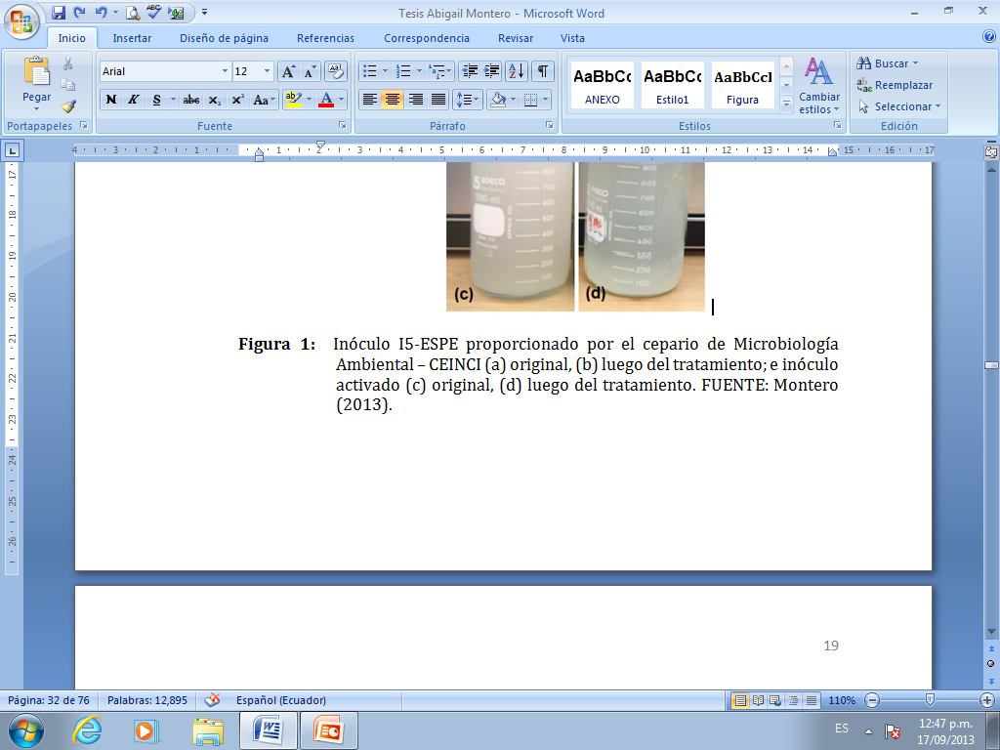 Tesis Abigail Montero - Microsoft Word
Inicio Insertar Diseño de página Referencias Correspondencia Revisar Vista
Pegar
Arial 12
AaBbCc AaBbCc AaBbCcI
ANEXO Estilo1 Figura
Cambiar estilos
Buscar
Reemplazar
Seleccionar
Portapapeles Fuente Párrafo Estilos Edición
BOECO
1000 ml
(c) (d)
Figura 1: Inóculo I5-ESPE proporcionado por el cepario de Microbiología
Ambiental – CEINCI (a) original, (b) luego del tratamiento; e inóculo
activado (c) original, (d) luego del tratamiento. FUENTE: Montero
(2013).
19
Página: 32 de 76 Palabras: 12,895 Español (Ecuador) 110%
ES 12:47 p.m.
17/09/2013